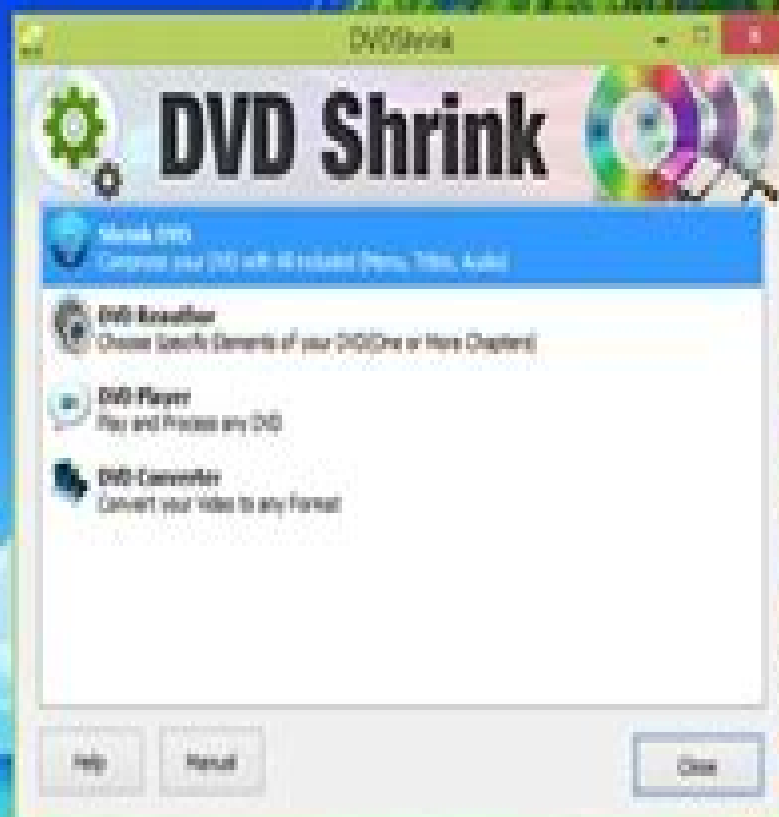 DVDShrink
DVD Shrink
Shrink DVD
Compress your DVD with All included (Menu, Titles, Audio)
DVD Reauthor
Choose Specific Elements of your DVD(One or More Chapters)
DVD Player
Play and Process any DVD
DVD Converter
Convert your Video to any Format
Help
Manual
Close